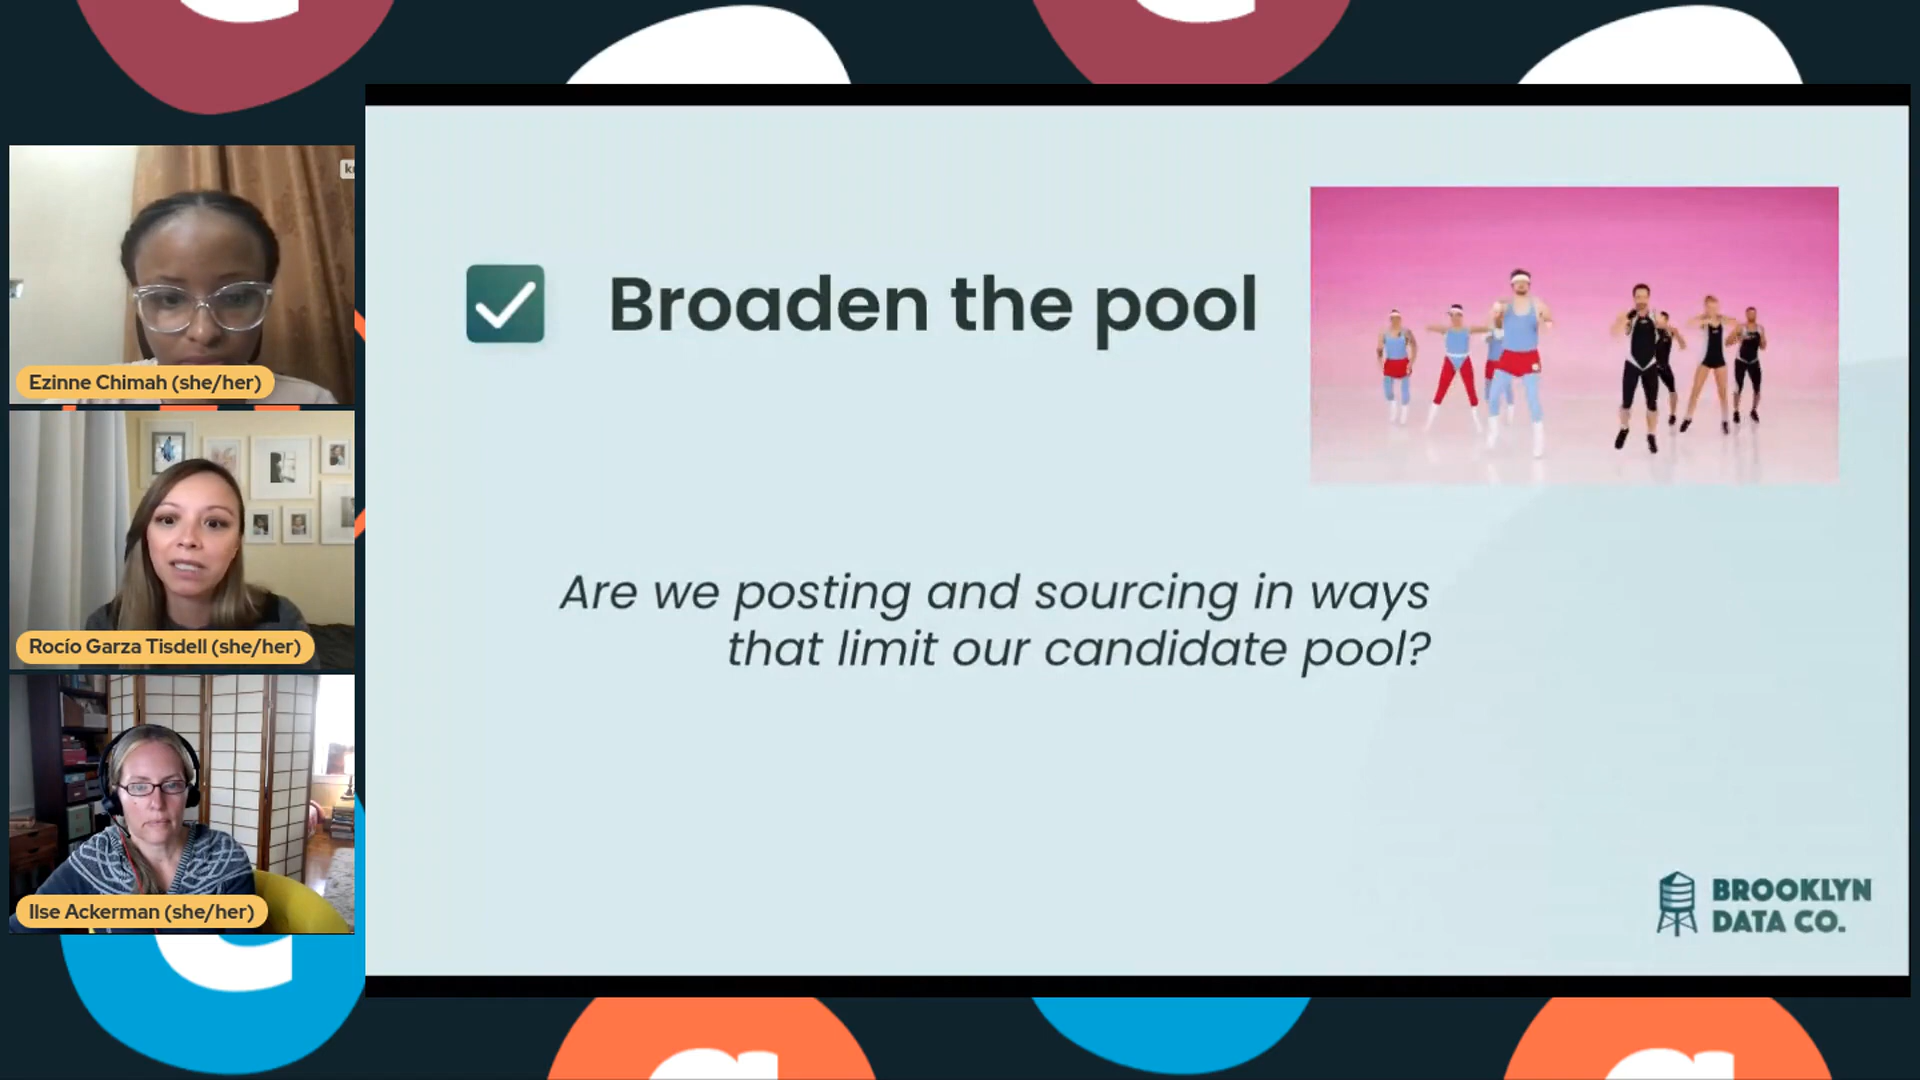 Ezinne Chimah (she/her)
Rocío Garza Tisdell (she/her)
Ilse Ackerman (she/her)
Broaden the pool
Are we posting and sourcing in ways
that limit our candidate pool?
BROOKLYN
DATA CO.